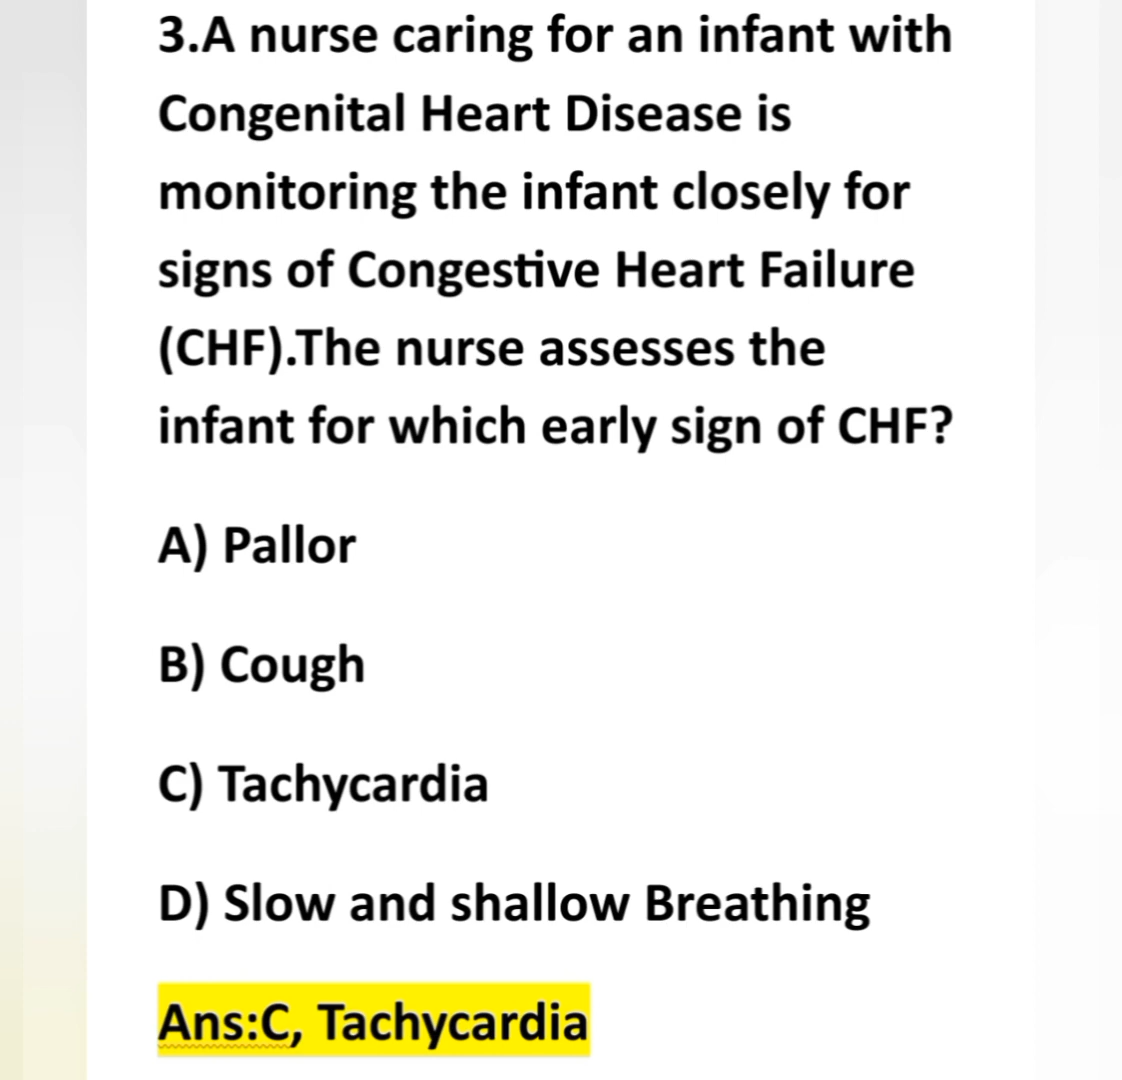 3.A nurse caring for an infant with
Congenital Heart Disease is
monitoring the infant closely for
signs of Congestive Heart Failure
(CHF).The nurse assesses the
infant for which early sign of CHF?
A) Pallor
B) Cough
C) Tachycardia
D) Slow and shallow Breathing
Ans:C, Tachycardia